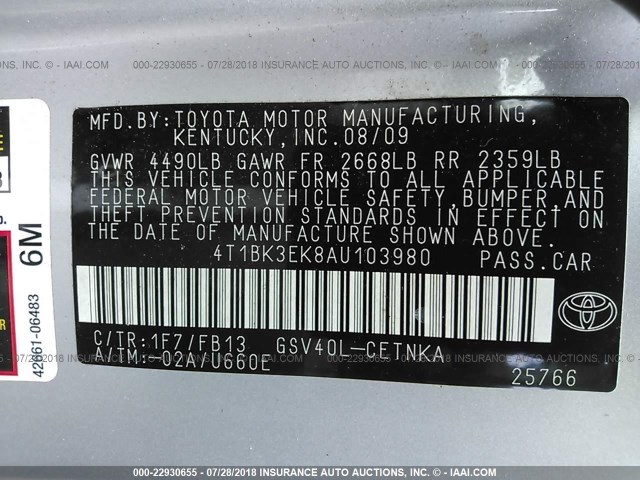 000-22930655 - 07/28/2018 INSURANCE AUTO AUCTIONS, INC. - © IAAI.COM
MFD.BY:TOYOTA MOTOR MANUFACTURING,
KENTUCKY,INC.08/09
GVWR 4490LB GAWR FR 2668LB RR 2359LB
THIS VEHICLE CONFORMS TO ALL APPLICABLE
FEDERAL MOTOR VEHICLE SAFETY,BUMPER,AND
THEFT PREVENTION STANDARDS IN EFFECT ON
THE DATE OF MANUFACTURE SHOWN ABOVE.
4T1BK3EK8AU103980 PASS.CAR
C/TR:1F7/FB13 GSV40L-CETNKA
A/TM:-02A/U660E
25766
TOYOTA
6M
42661-06483
000-22930655 - 07/28/2018 INSURANCE AUTO AUCTIONS, INC. - © IAAI.COM